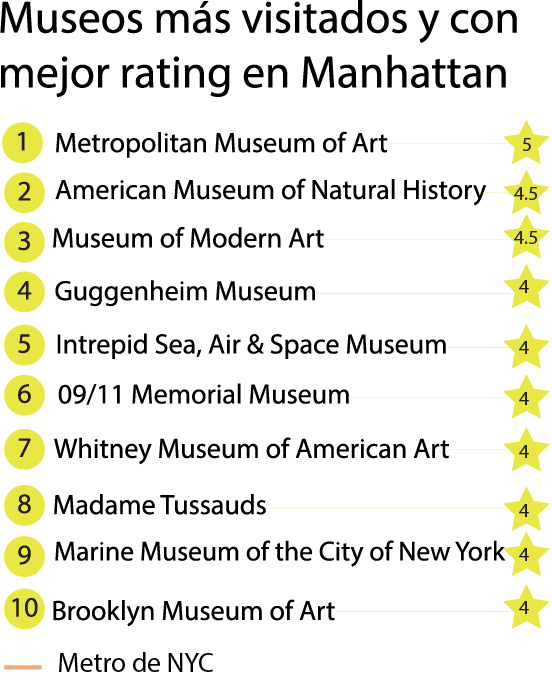 Museos más visitados y con
mejor rating en Manhattan
1 Metropolitan Museum of Art 5
2 American Museum of Natural History 4.5
3 Museum of Modern Art 4.5
4 Guggenheim Museum 4
5 Intrepid Sea, Air & Space Museum 4
6 09/11 Memorial Museum 4
7 Whitney Museum of American Art 4
8 Madame Tussauds 4
9 Marine Museum of the City of New York 4
10 Brooklyn Museum of Art 4
Metro de NYC